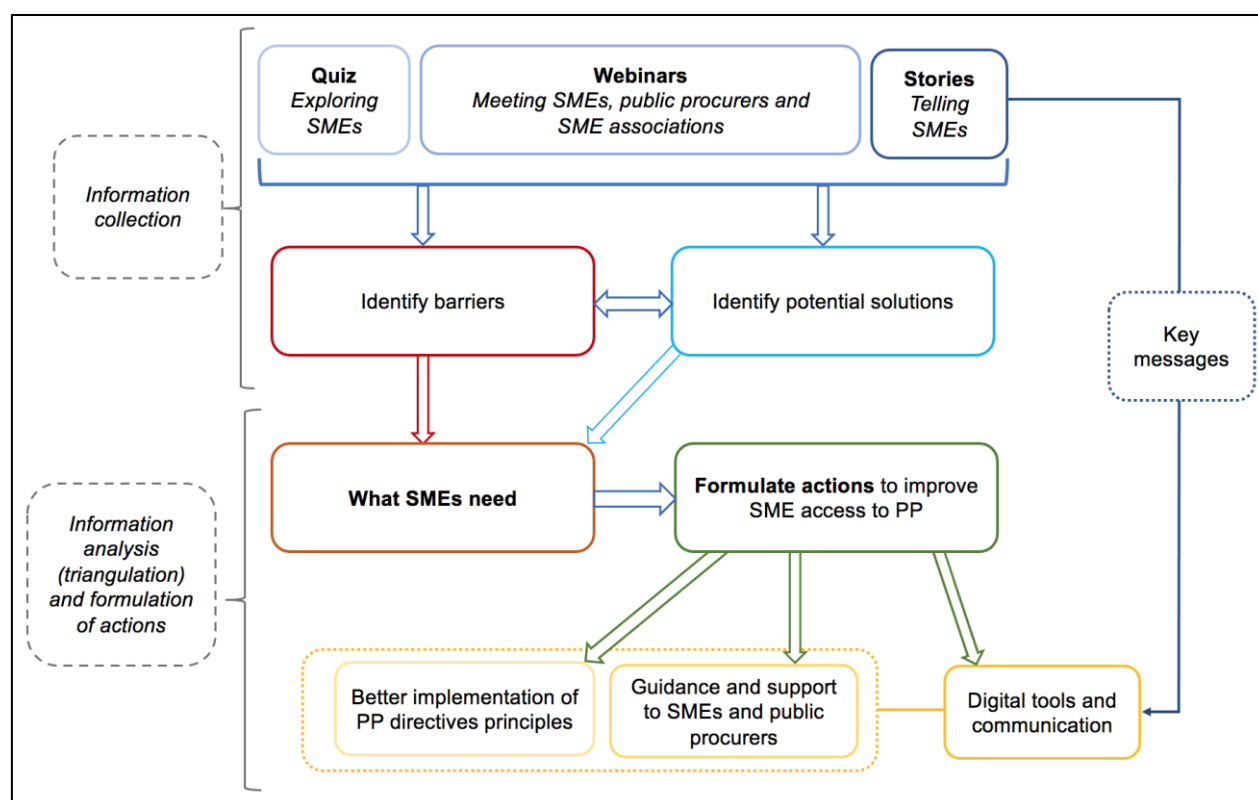 Quiz
Exploring
SMEs
Webinars
Meeting SMEs, public procurers and
SME associations
Stories
Telling
SMEs
Information
collection
Identify barriers
Identify potential solutions
Key
messages
What SMEs need
Formulate actions to improve
SME access to PP
Information
analysis
(triangulation)
and formulation
of actions
Better implementation of
PP directives principles
Guidance and support
to SMEs and public
procurers
Digital tools and
communication